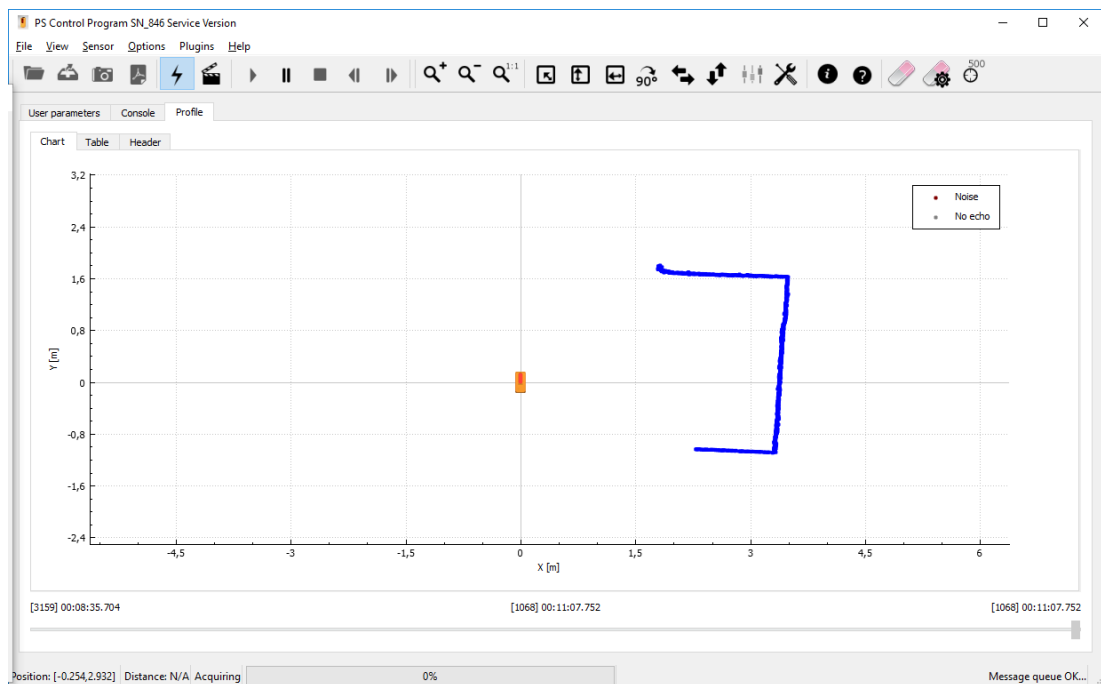 PS Control Program SN_846 Service Version
File View Sensor Options Plugins Help
1:1
90°
500
User parameters Console Profile
Chart Table Header
3,2
2,4
1,6
0,8
0
-0,8
-1,6
-2,4
Y [m]
Noise
No echo
-4,5 -3 -1,5 0 1,5 3 4,5 6
X [m]
[3159] 00:08:35.704 [1068] 00:11:07.752 [1068] 00:11:07.752
Position: [-0.254,2.932] Distance: N/A Acquiring 0% Message queue OK...